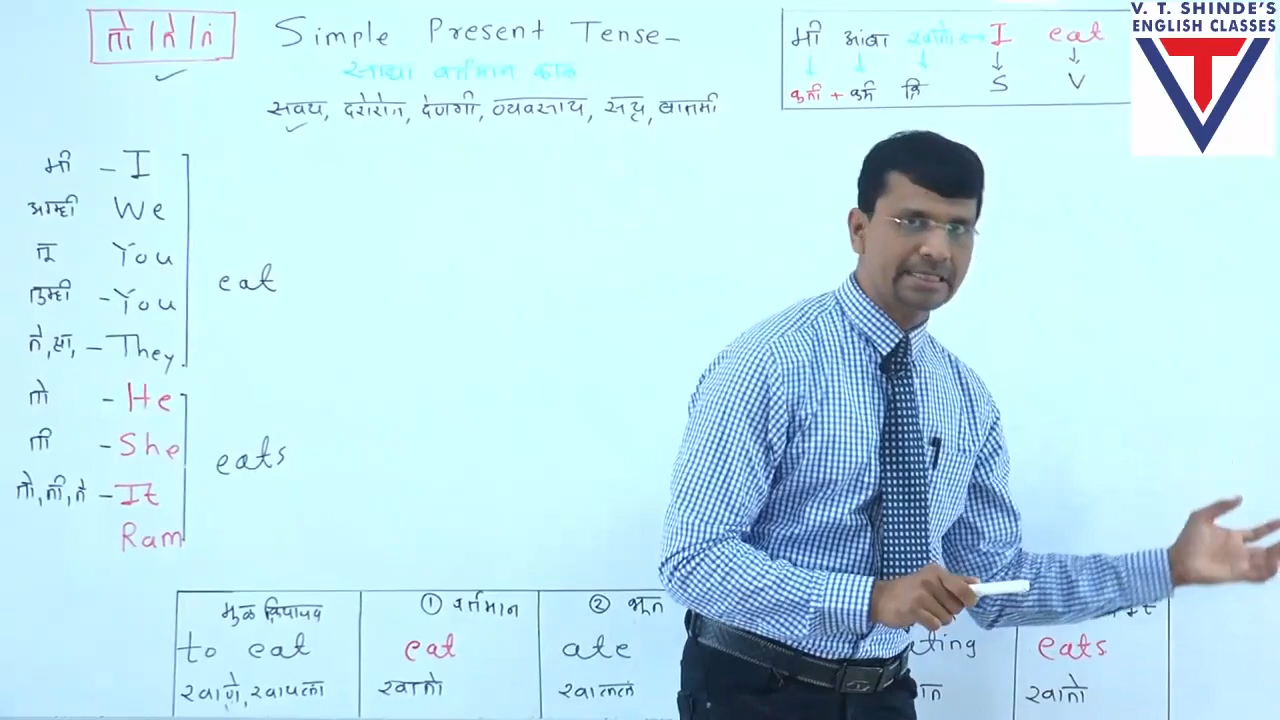 तो / ते / तं
Simple Present Tense –
साधा वर्तमान काळ
सवय, दररोज, देणगी, व्यवसाय, सत्य, बातमी
मी आंबा खातो I eat
कर्ता + कर्म क्रि S V
V. T. SHINDE'S
ENGLISH CLASSES
मी – I
आम्ही We
तू You
तुम्ही – You
ते, त्या, – They
eat
तो – He
ती – She
तो, ती, ते – It
Ram
eats
मूळ क्रियापद ① वर्तमान ② भूत
to eat eat ate ting eats
खाणे, खायला खातो खाल्लं खातो